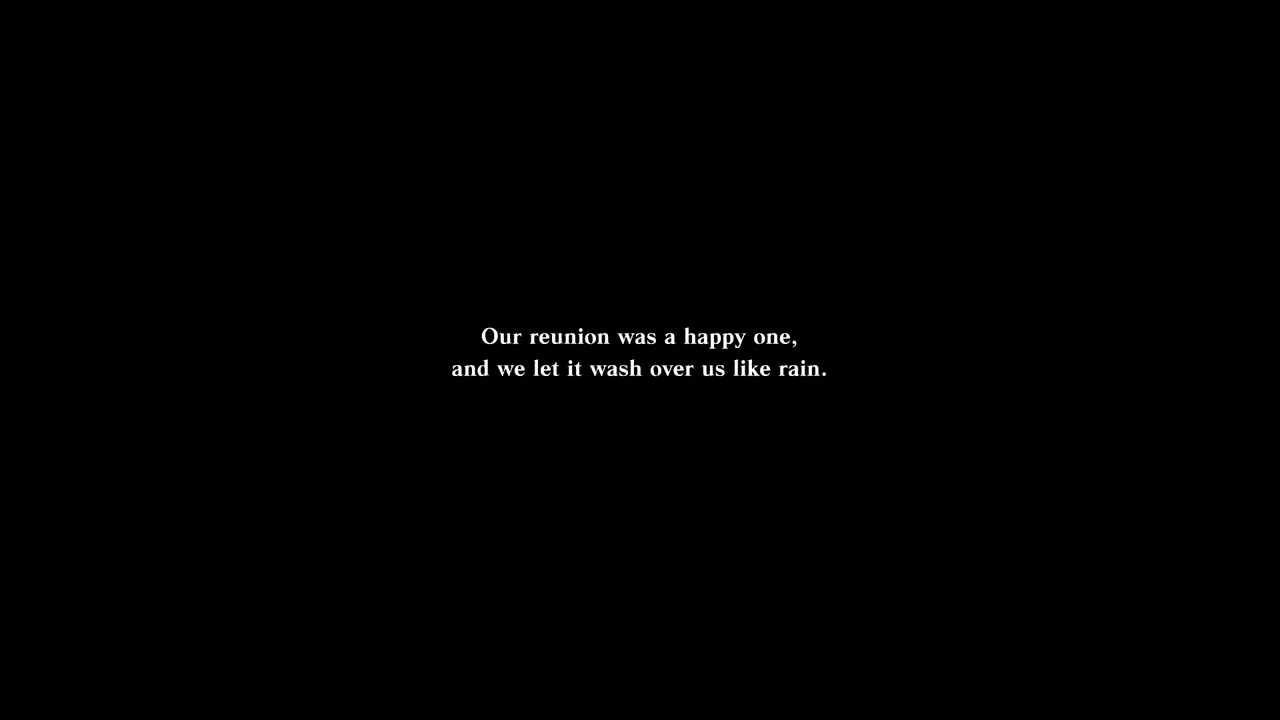 Our reunion was a happy one,
and we let it wash over us like rain.